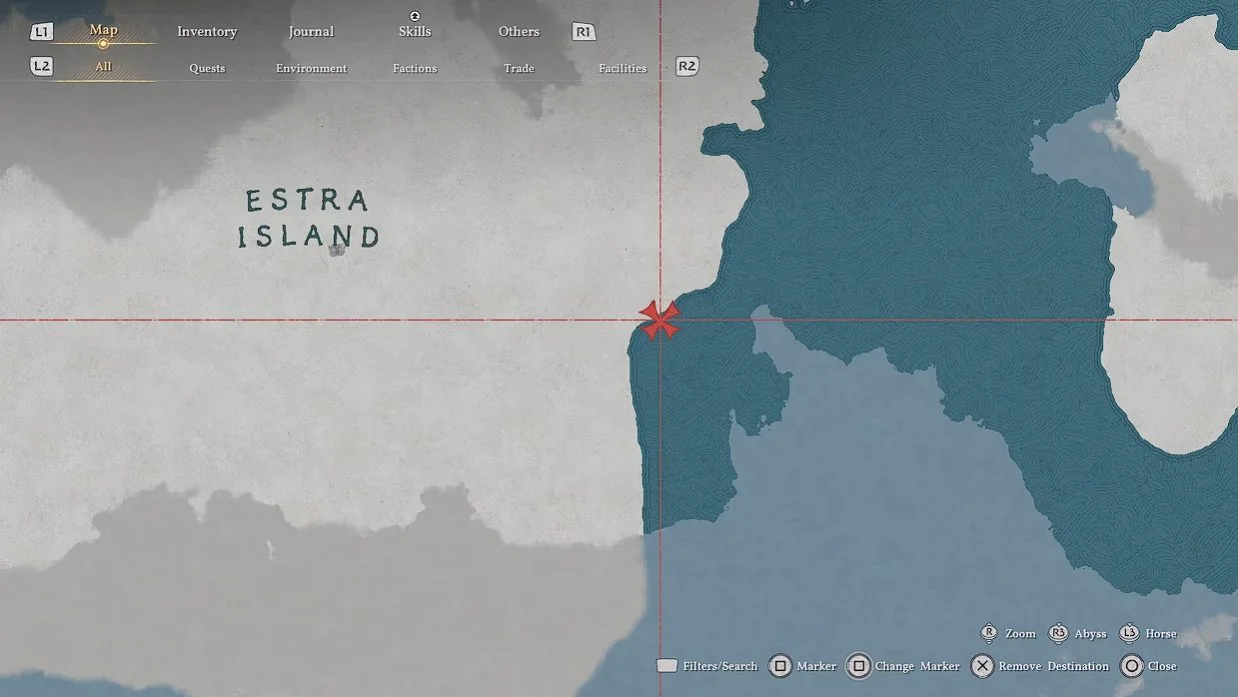 L1 Map Inventory Journal Skills Others R1
L2 All Quests Environment Factions Trade Facilities R2
ESTRA
ISLAND
R Zoom R3 Abyss L3 Horse
Filters/Search Marker Change Marker Remove Destination Close